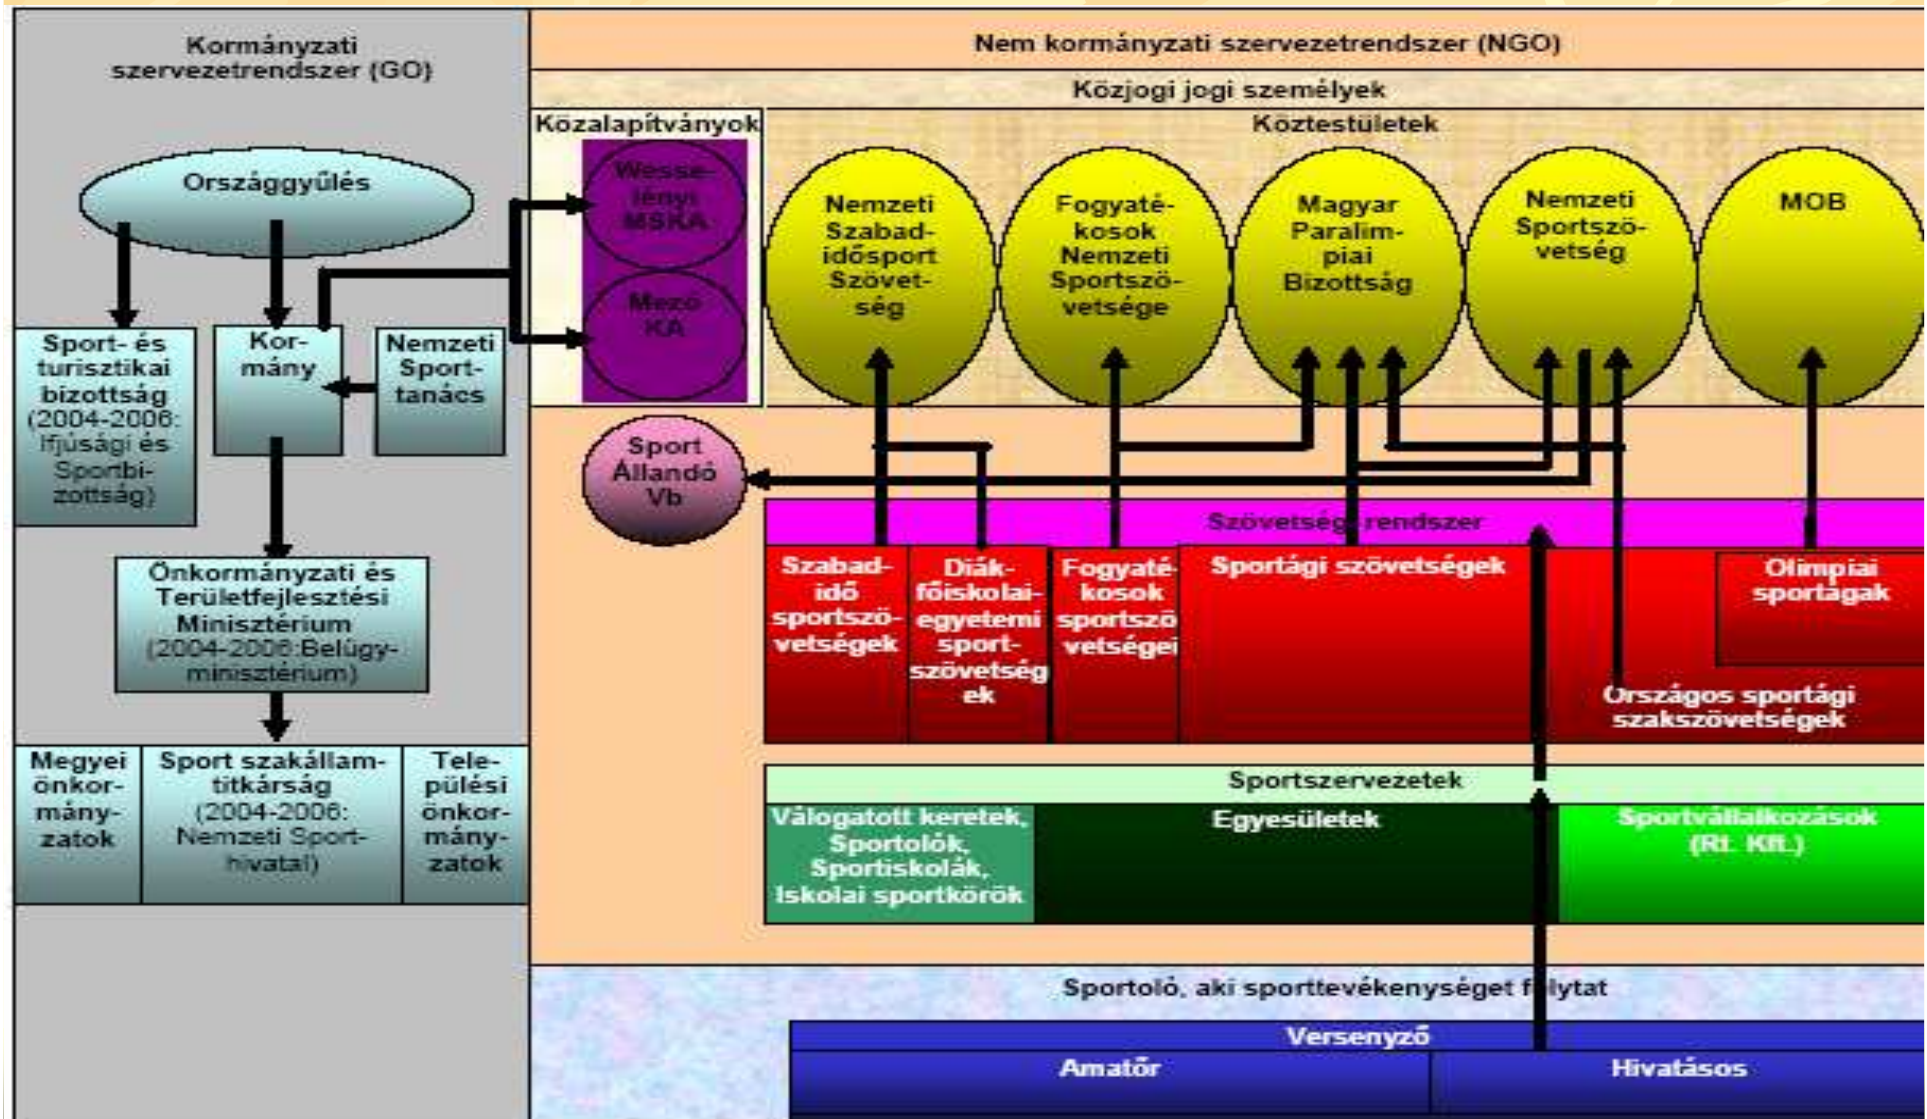 Kormányzati
szervezetrendszer (GO)
Országgyűlés
Sport- és
turisztikai
bizottság
(2004-2006:
Ifjúsági és
Sportbi-
zottság)
Kor-
mány
Nemzeti
Sport-
tanács
Önkormányzati és
Területfejlesztési
Minisztérium
(2004-2006:Belügy-
minisztérium)
Megyei
önkor-
mány-
zatok
Sport szakállam-
titkárság
(2004-2006:
Nemzeti Sport-
hivatal)
Tele-
pülési
önkor-
mány-
zatok
Nem kormányzati szervezetrendszer (NGO)
Közjogi jogi személyek
Közalapítványok
Wesse-
lényi
MSKA
Mező
KA
Köztestületek
Nemzeti
Szabad-
idősport
Szövet-
ség
Fogyaté-
kosok
Nemzeti
Sportszö-
vetsége
Magyar
Paralim-
piai
Bizottság
Nemzeti
Sportszö-
vetség
MOB
Sport
Állandó
Vb
Szövetségi rendszer
Szabad-
idő
sportszö-
vetségek
Diák-
főiskolai-
egyetemi
sport-
szövetség
ek
Fogyaté-
kosok
sportszö
vetségei
Sportági szövetségek
Olimpiai
sportágak
Országos sportági
szakszövetségek
Sportszervezetek
Válogatott keretek,
Sportolók,
Sportiskolák,
Iskolai sportkörök
Egyesületek
Sportvállalkozások
(Rt. Kft.)
Sportoló, aki sporttevékenységet folytat
Versenyző
Amatőr
Hivatásos